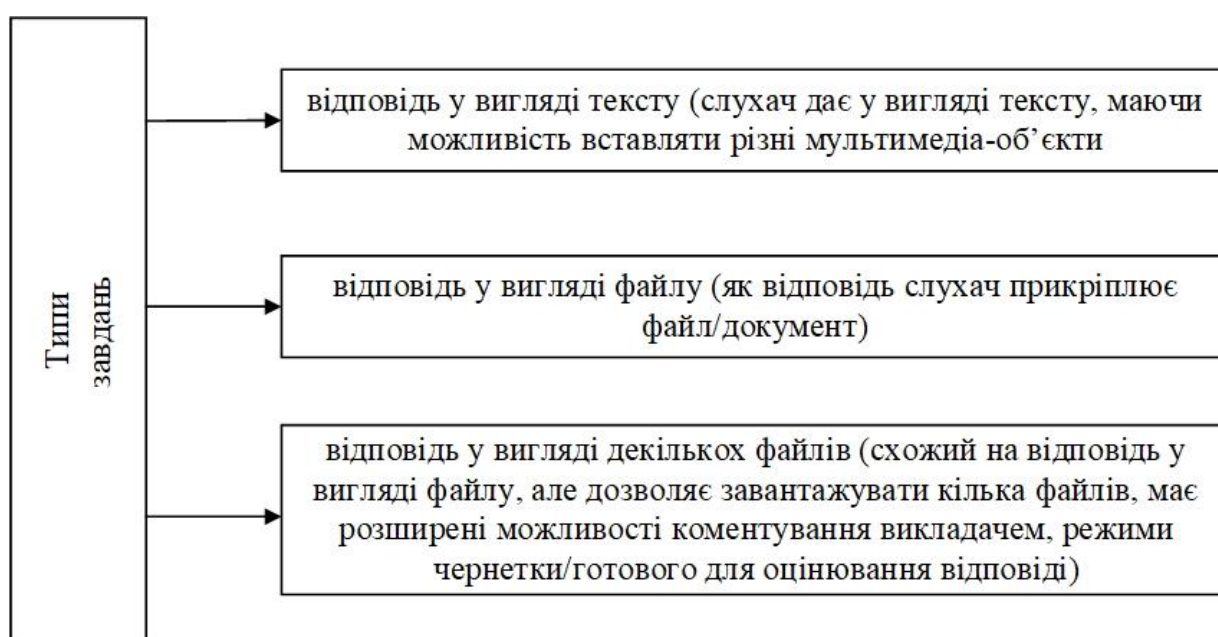 Типи
завдань
відповідь у вигляді тексту (слухач дає у вигляді тексту, маючи
можливість вставляти різні мультимедіа-об’єкти
відповідь у вигляді файлу (як відповідь слухач прикріплює
файл/документ)
відповідь у вигляді декількох файлів (схожий на відповідь у
вигляді файлу, але дозволяє завантажувати кілька файлів, має
розширені можливості коментування викладачем, режими
чернетки/готового для оцінювання відповіді)